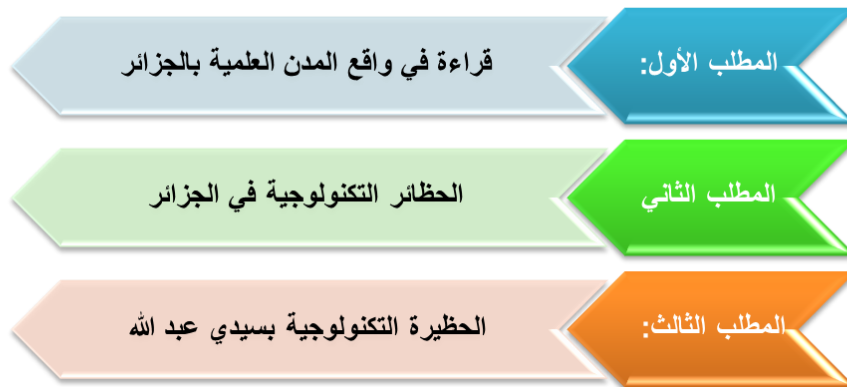 المطلب الأول:
قراءة في واقع المدن العلمية بالجزائر
المطلب الثاني
الحظائر التكنولوجية في الجزائر
المطلب الثالث:
الحظيرة التكنولوجية بسيدي عبد الله